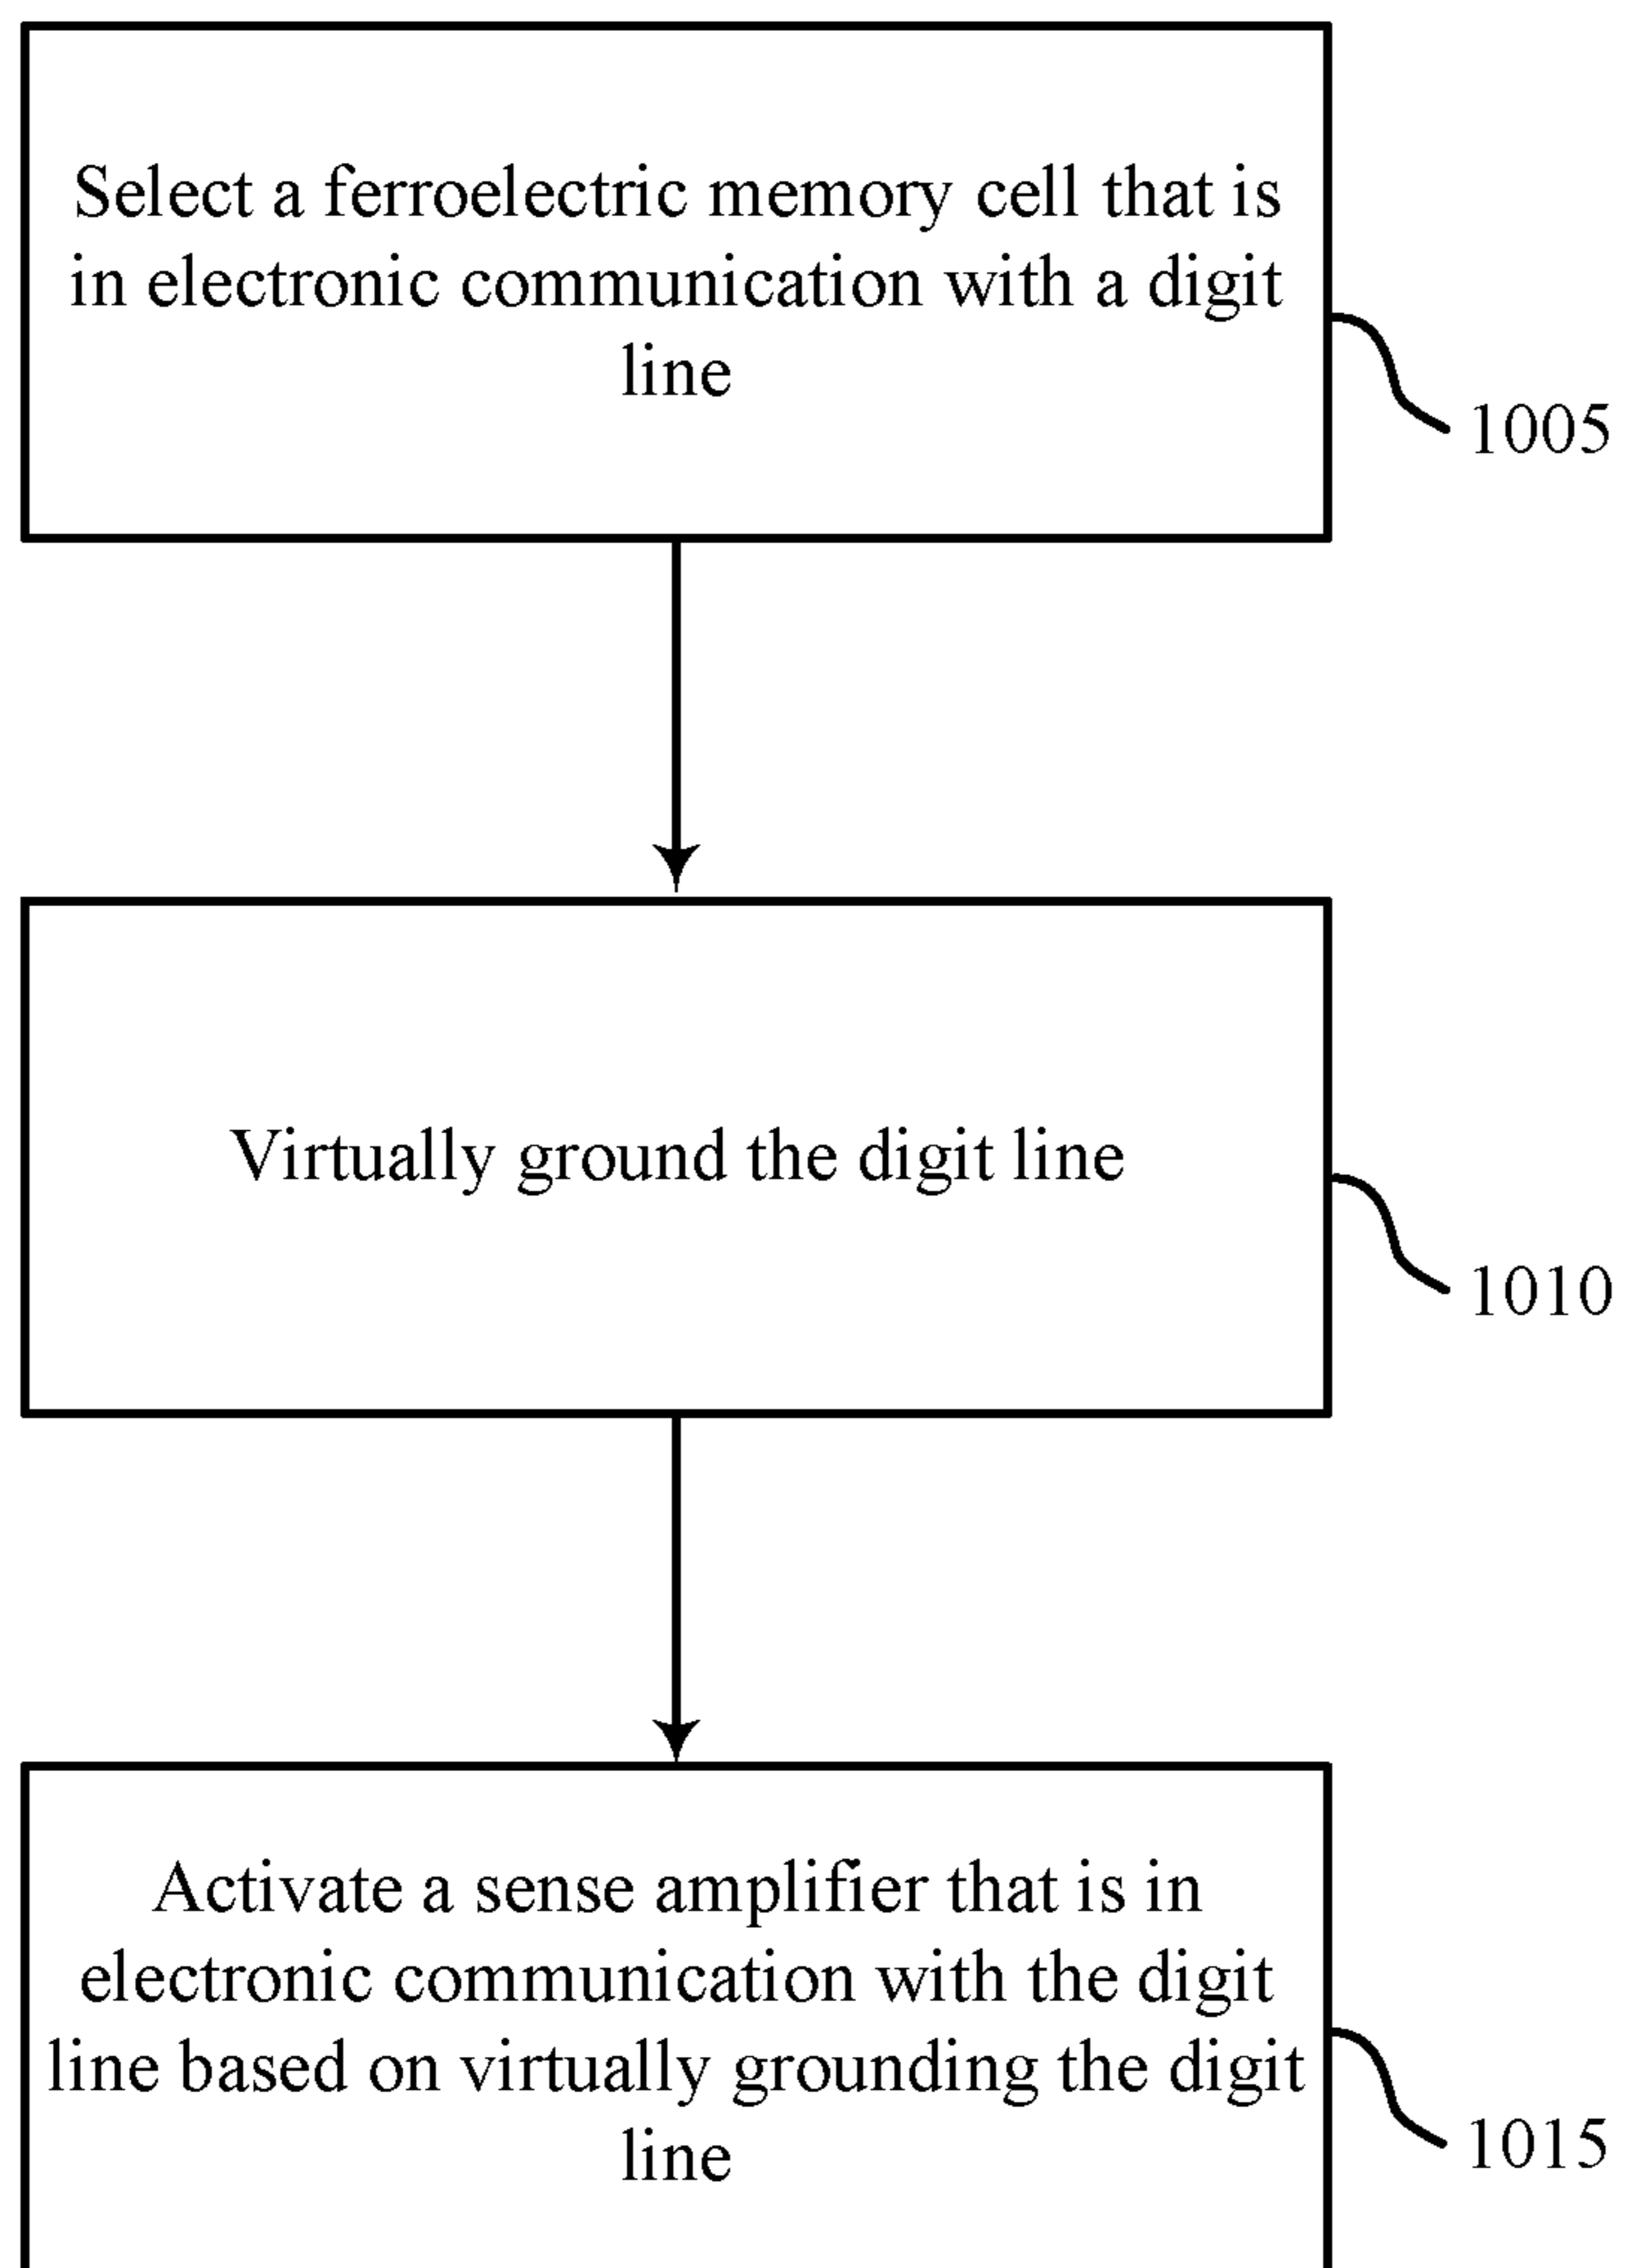 Select a ferroelectric memory cell that is
in electronic communication with a digit
line
1005
Virtually ground the digit line
1010
Activate a sense amplifier that is in
electronic communication with the digit
line based on virtually grounding the digit
line
1015